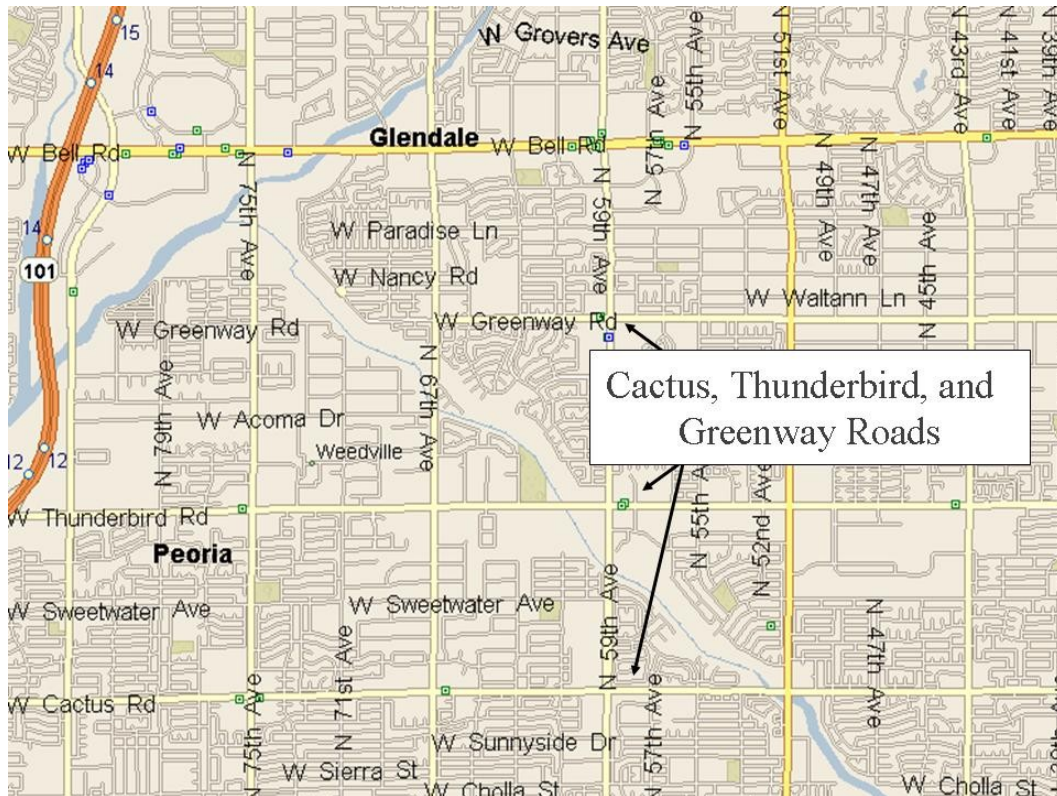 15
W Grovers Ave
N 55th Ave
N 51st Ave
N 43rd Ave
N 41st Ave
N 39th Ave
14
Glendale
W Bell Rd
W Bell Rd
N 57th Ave
N 49th Ave
N 47th Ave
N 75th Ave
N 59th Ave
W Paradise Ln
N 45th Ave
14
101
W Nancy Rd
W Waltann Ln
W Greenway Rd
W Greenway Rd
Cactus, Thunderbird, and
Greenway Roads
N 79th Ave
N 67th Ave
W Acoma Dr
Weedville
12
12
N 55th A
N 52nd Ave
W Thunderbird Rd
Peoria
W Sweetwater Ave
W Sweetwater Ave
N 59th Ave
N 47th Ave
N 71st Ave
W Cactus Rd
N 75th Ave
N 57th Ave
W Sunnyside Dr
W Sierra St
W Cholla St
W Cholla St